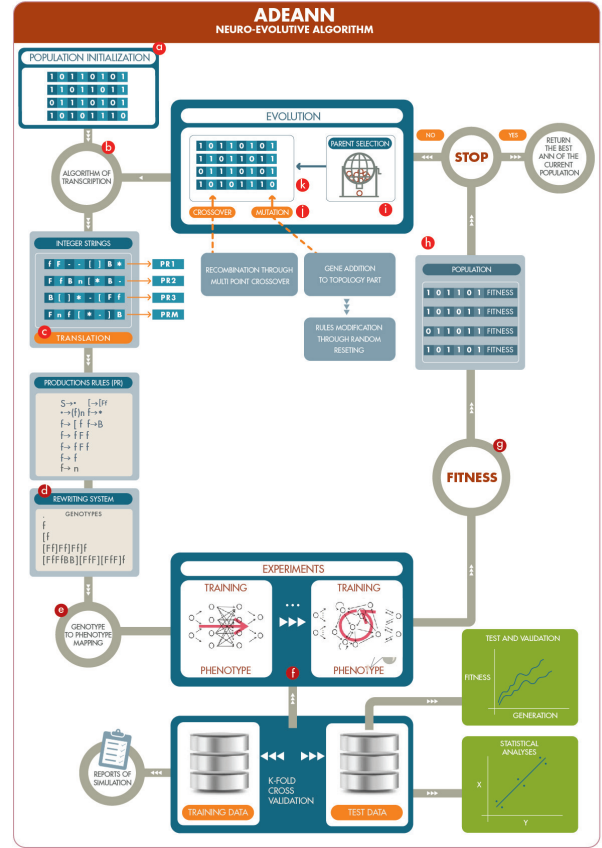 ADEANN
NEURO-EVOLUTIVE ALGORITHM
a
POPULATION INITIALIZATION
1 0 1 1 0 1 0 1
1 1 0 1 1 0 1 1
0 1 1 1 0 1 0 1
1 0 1 0 1 1 1 0
b
ALGORITHM OF
TRANSCRIPTION
EVOLUTION
1 0 1 1 0 1 0 1
1 1 0 1 1 0 1 1
0 1 1 1 0 1 0 1
1 0 1 0 1 1 1 0
k
PARENT SELECTION
i
CROSSOVER
MUTATION
j
RECOMBINATION THROUGH
MULTI POINT CROSSOVER
GENE ADDITION
TO TOPOLOGY PART
RULES MODIFICATION
THROUGH RANDOM
RESETING
NO
STOP
YES
RETURN
THE BEST
ANN OF THE
CURRENT
POPULATION
INTEGER STRINGS
f F - - [ ] B * PR1
F f B n [ * B - PR2
B [ ] * - [ F f PR3
F n f [ * - ] B PRM
c
TRANSLATION
h
POPULATION
1 0 1 1 0 1 FITNESS
1 0 1 0 1 1 FITNESS
0 1 1 0 1 1 FITNESS
1 0 1 1 0 1 FITNESS
PRODUCTIONS RULES (PR)
S→• [→[Ff
•→(f)n f→*
f→ [ f f→B
f→ f F f
f→ f F f
f→ f
f→ n
g
FITNESS
d
REWRITING SYSTEM
GENOTYPES
.
f
[f
[Ff]Ff]Ff]f
[FfFfBB][FfF][FfF]f
e
GENOTYPE
TO PHENOTYPE
MAPPING
EXPERIMENTS
TRAINING
PHENOTYPE
...
TRAINING
PHENOTYPE
f
TEST AND VALIDATION
FITNESS
GENERATION
REPORTS OF
SIMULATION
K-FOLD
CROSS
VALIDATION
TRAINING DATA
TEST DATA
STATISTICAL
ANALYSES
X
Y